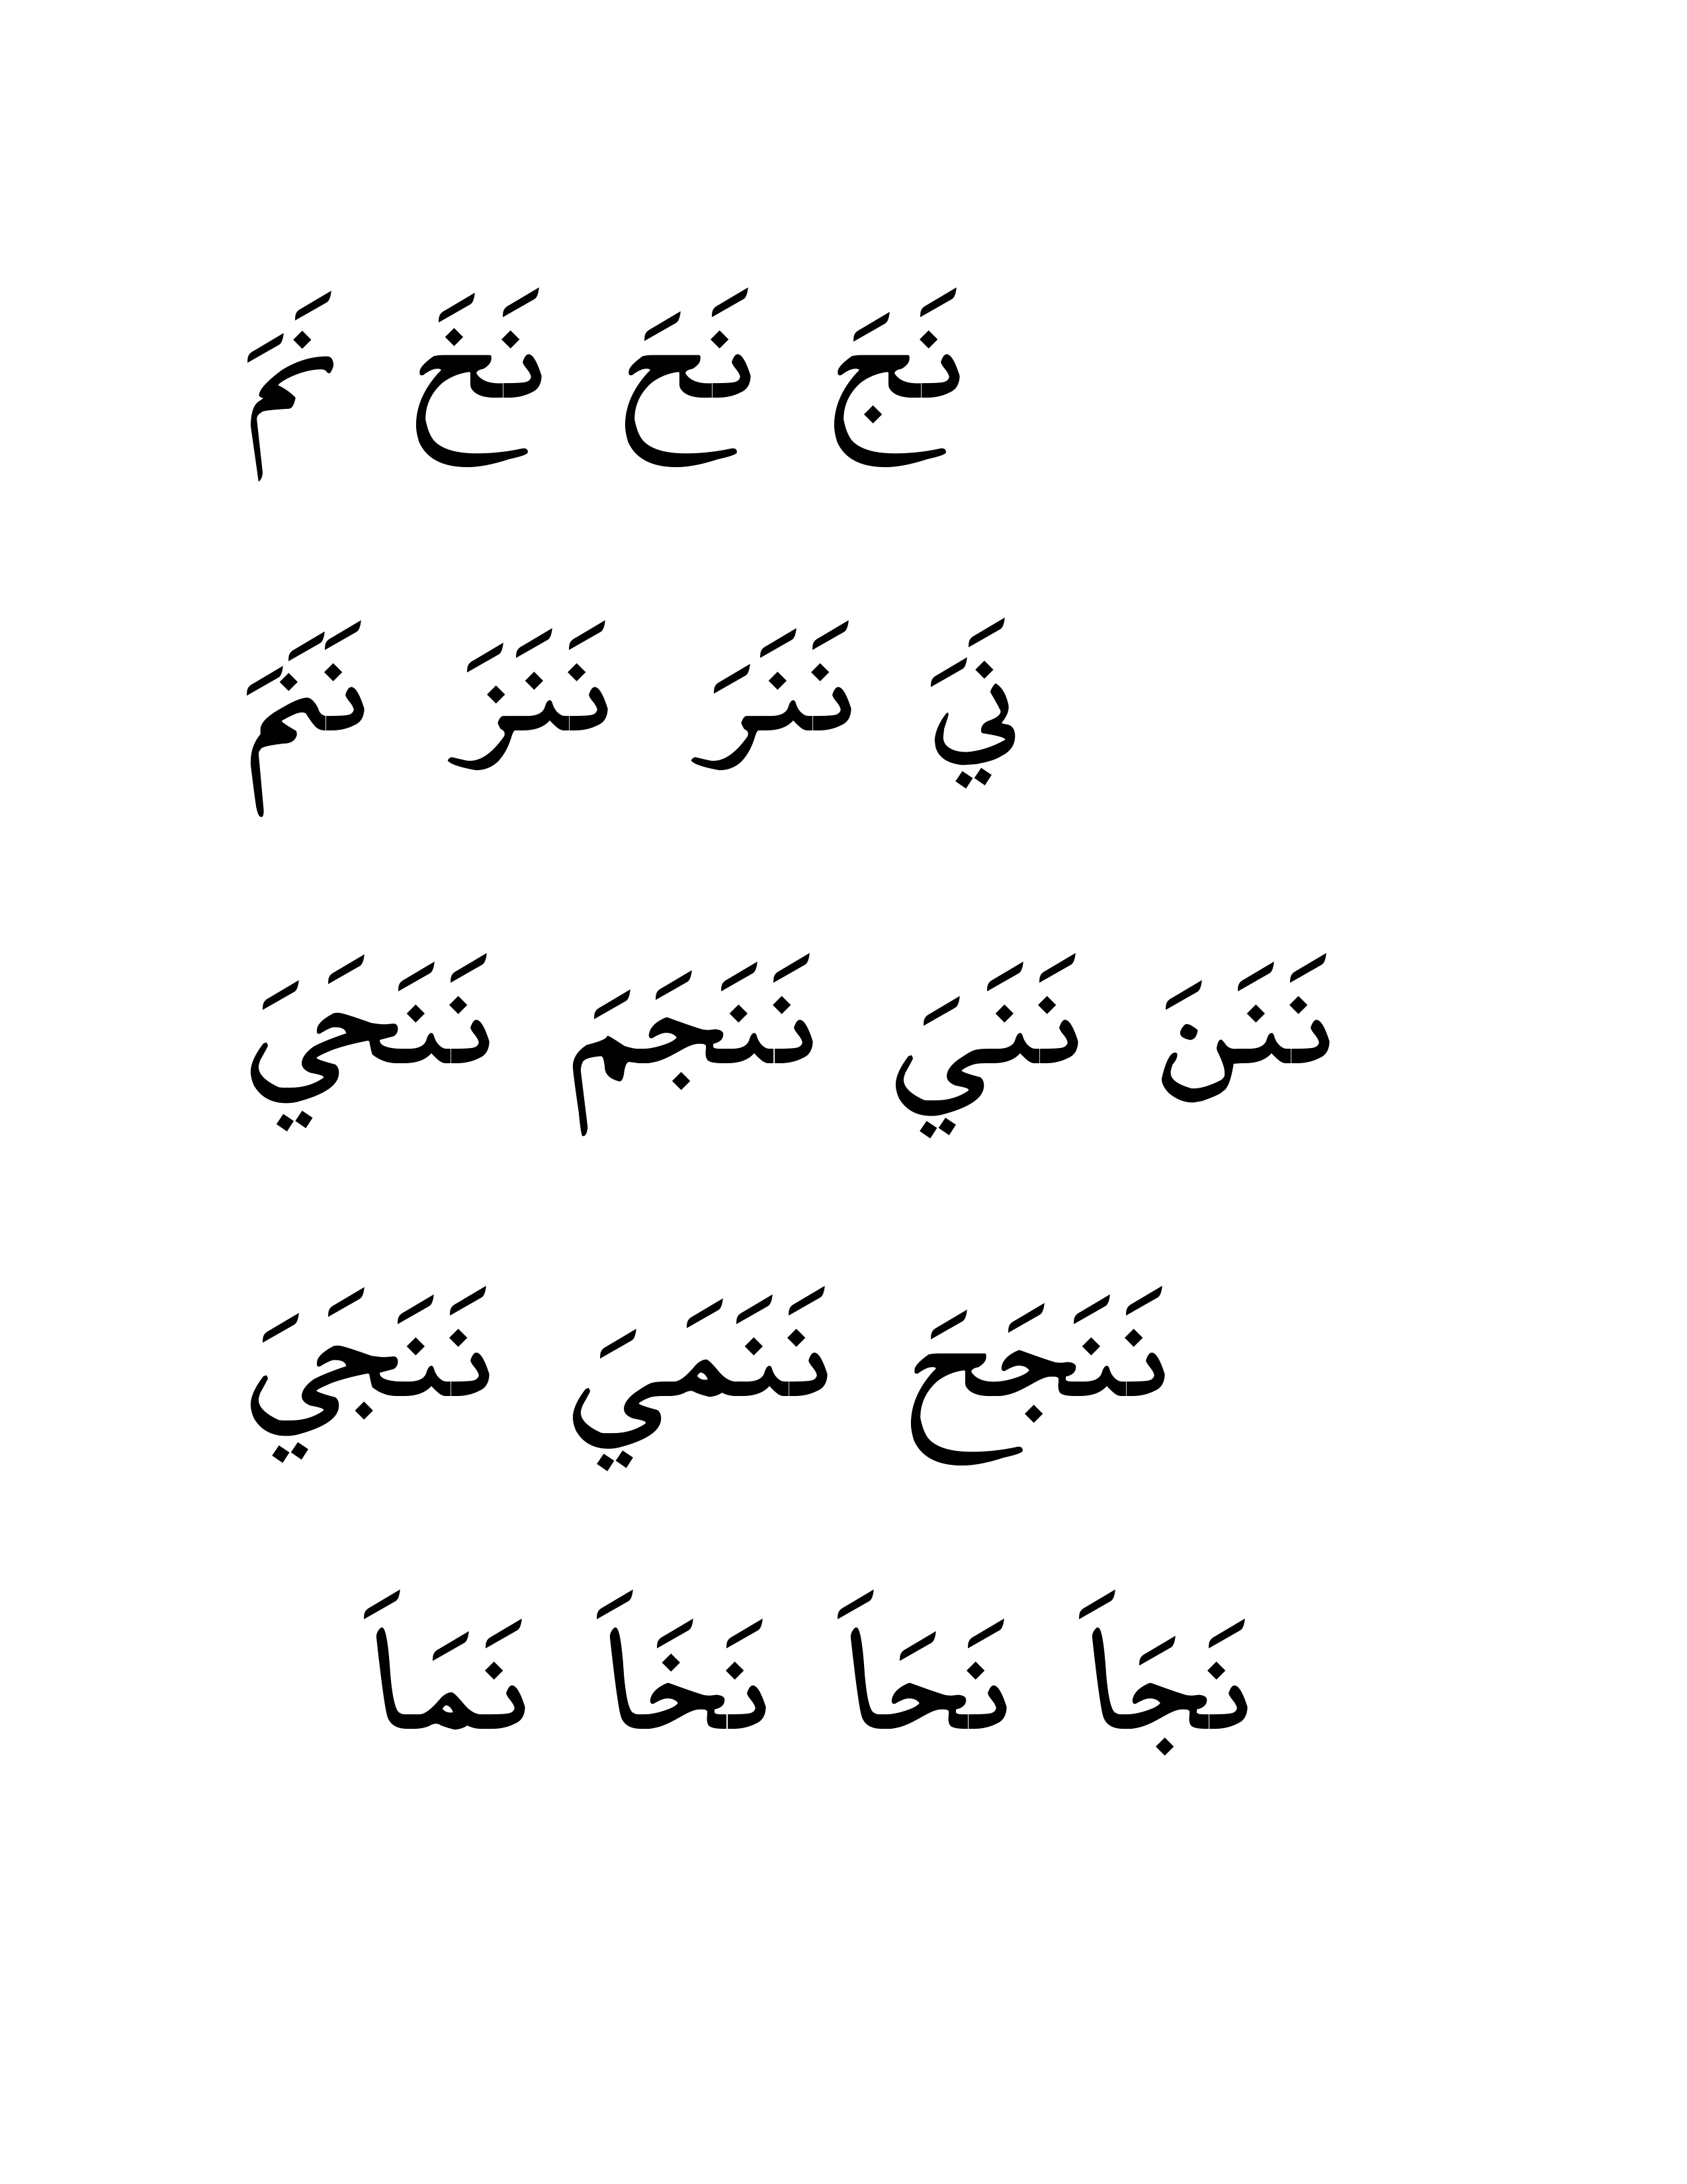 نَجَ نَحَ نَخَ نَمَ
نَيَ نَنَرَ نَنَزَ نَنَمَ
نَنَنَ نَنَيَ نَنَجَمَ نَنَحَيَ
نَنَجَحَ نَنَمَيَ نَنَجَيَ
نَجَاَ نَحَاَ نَخَاَ نَمَاَ